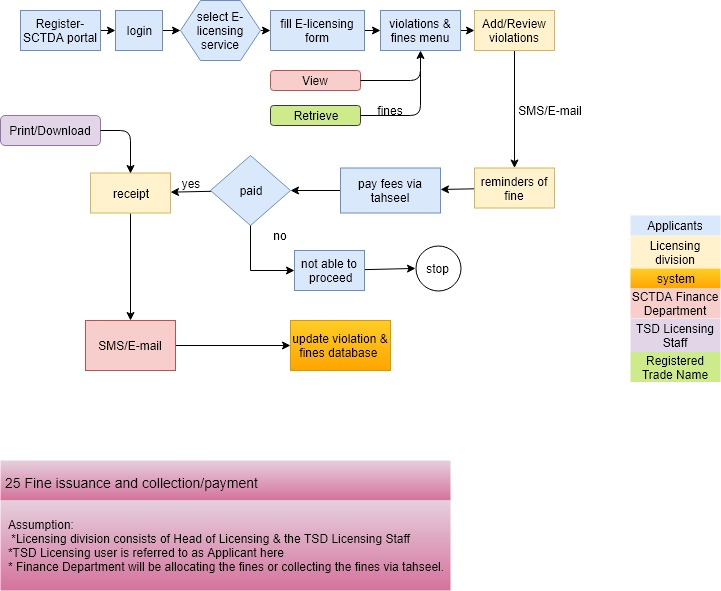 Register-
SCTDA portal
login
select E-
licensing
service
fill E-licensing
form
violations &
fines menu
Add/Review
violations
View
Retrieve
fines
SMS/E-mail
Print/Download
receipt
yes
paid
pay fees via
tahseel
reminders of
fine
no
not able to
proceed
stop
SMS/E-mail
update violation &
fines database
Applicants
Licensing
division
system
SCTDA Finance
Department
TSD Licensing
Staff
Registered
Trade Name
25 Fine issuance and collection/payment
Assumption:
*Licensing division consists of Head of Licensing & the TSD Licensing Staff
*TSD Licensing user is referred to as Applicant here
* Finance Department will be allocating the fines or collecting the fines via tahseel.